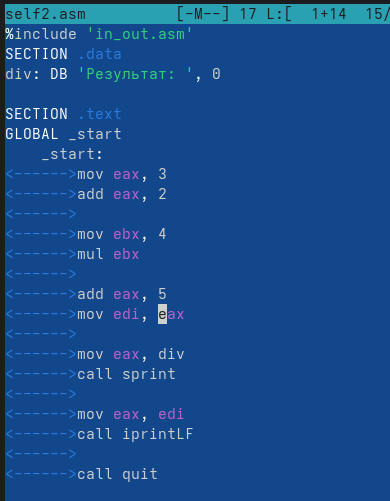 self2.asm [-M--] 17 L:[ 1+14 15/
%include 'in_out.asm'
SECTION .data
div: DB 'Результат: ', 0
SECTION .text
GLOBAL _start
_start:
<------>mov eax, 3
<------>add eax, 2
<------>
<------>mov ebx, 4
<------>mul ebx
<------>
<------>add eax, 5
<------>mov edi, eax
<------>
<------>mov eax, div
<------>call sprint
<------>
<------>mov eax, edi
<------>call iprintLF
<------>
<------>call quit